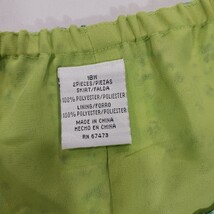 18M
2PIECES/PIEZAS
SKIRT/FALDA
100% POLYESTER/POLIESTER
LINING/FORRO
100% POLYESTER/POLIESTER
MADE IN CHINA
HECHO EN CHINA
RN 67479